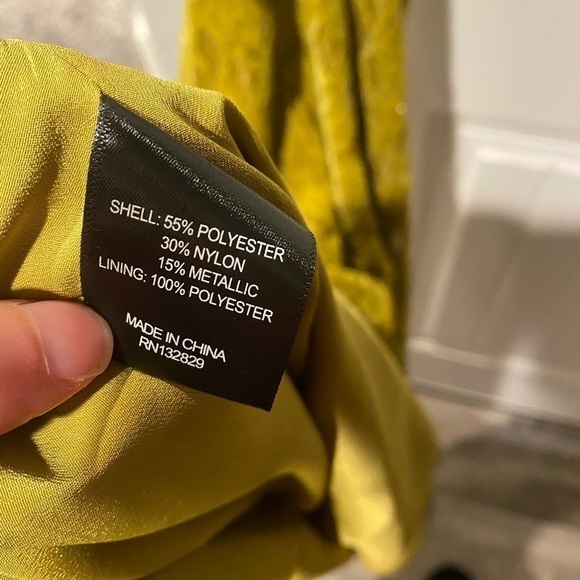 SHELL: 55% POLYESTER
30% NYLON
15% METALLIC
LINING: 100% POLYESTER
MADE IN CHINA
RN132829